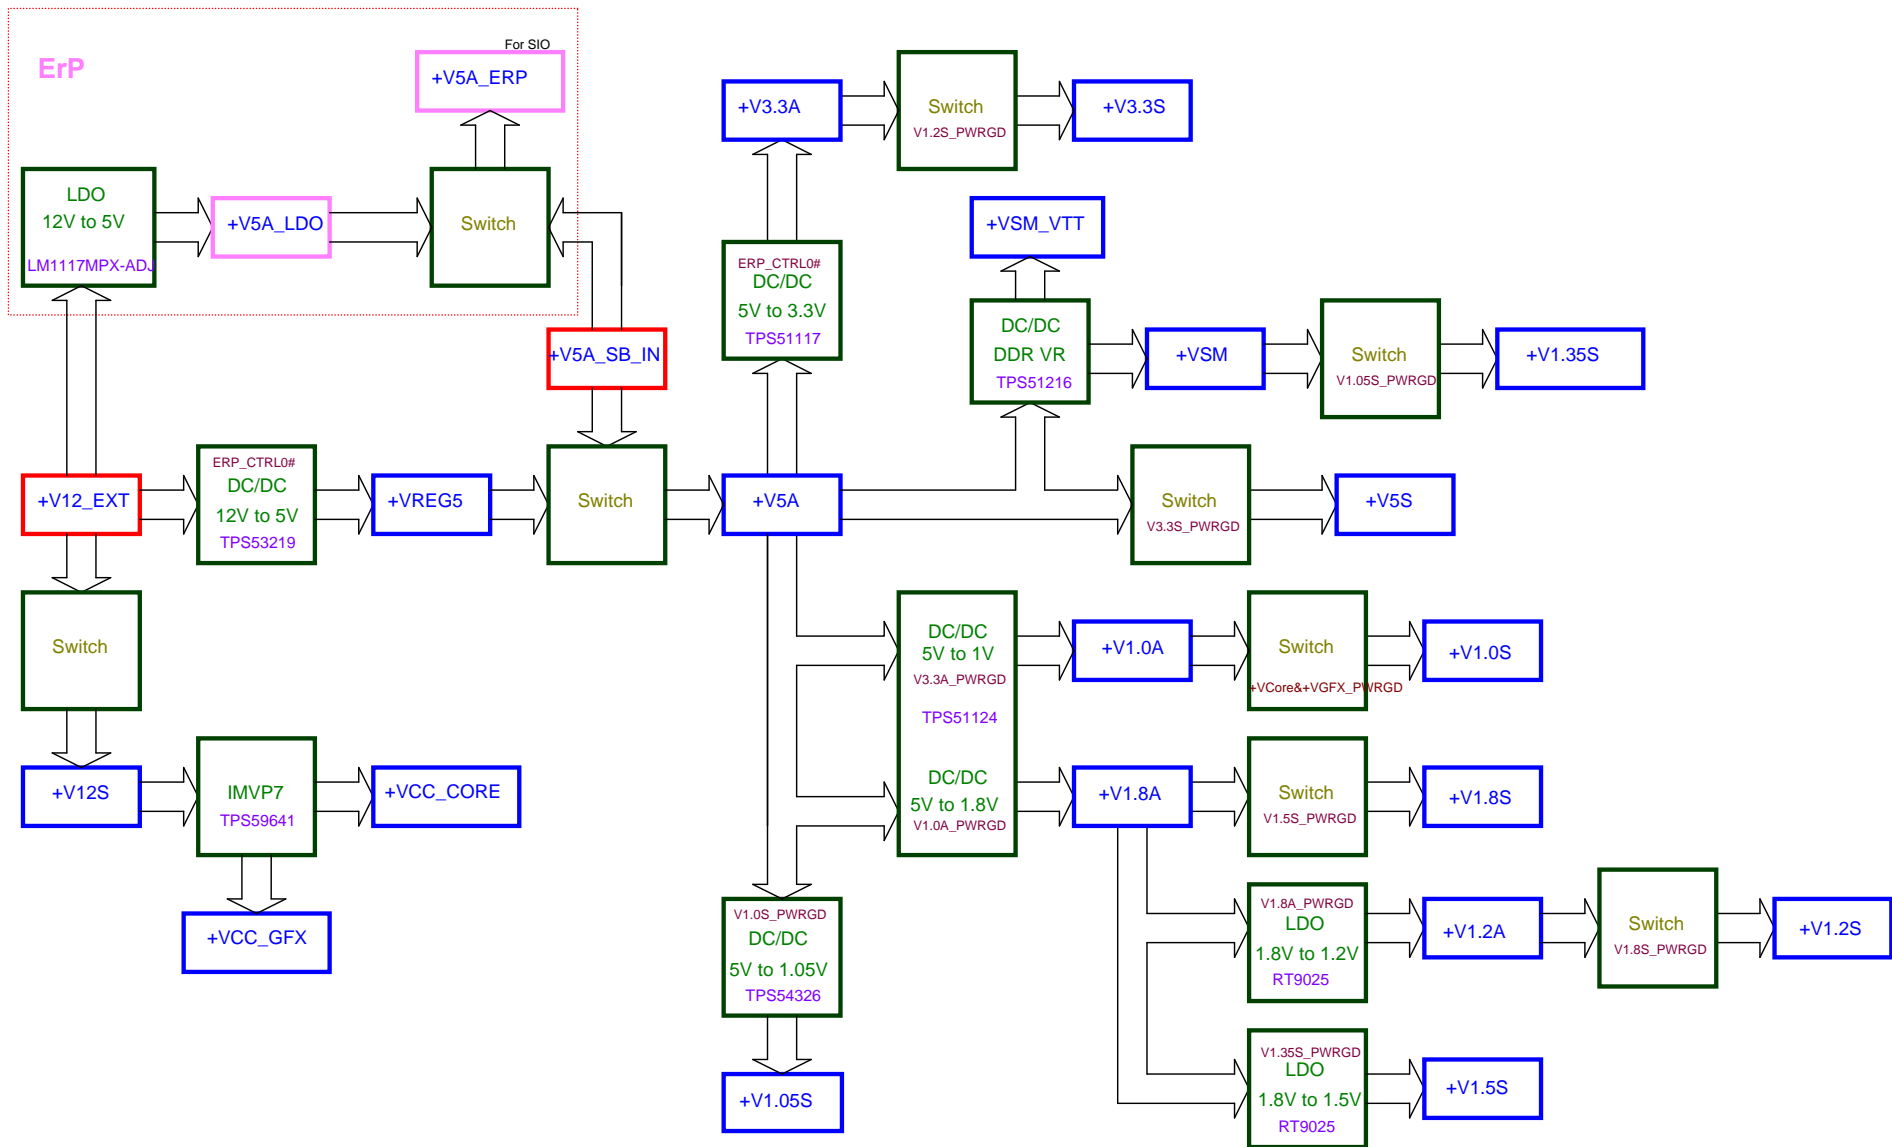 ErP
For SIO
+V5A_ERP
LDO
12V to 5V
LM1117MPX-ADJ
+V5A_LDO
Switch
+V5A_SB_IN
+V12_EXT
ERP_CTRL0#
DC/DC
12V to 5V
TPS53219
+VREG5
Switch
+V5A
Switch
+V12S
IMVP7
TPS59641
+VCC_CORE
+VCC_GFX
+V3.3A
Switch
V1.2S_PWRGD
+V3.3S
ERP_CTRL0#
DC/DC
5V to 3.3V
TPS51117
+VSM_VTT
DC/DC
DDR VR
TPS51216
+VSM
Switch
V1.05S_PWRGD
+V1.35S
Switch
V3.3S_PWRGD
+V5S
DC/DC
5V to 1V
V3.3A_PWRGD
TPS51124
DC/DC
5V to 1.8V
V1.0A_PWRGD
+V1.0A
Switch
+VCore&+VGFX_PWRGD
+V1.0S
+V1.8A
Switch
V1.5S_PWRGD
+V1.8S
V1.8A_PWRGD
LDO
1.8V to 1.2V
RT9025
+V1.2A
Switch
V1.8S_PWRGD
+V1.2S
V1.35S_PWRGD
LDO
1.8V to 1.5V
RT9025
+V1.5S
V1.0S_PWRGD
DC/DC
5V to 1.05V
TPS54326
+V1.05S